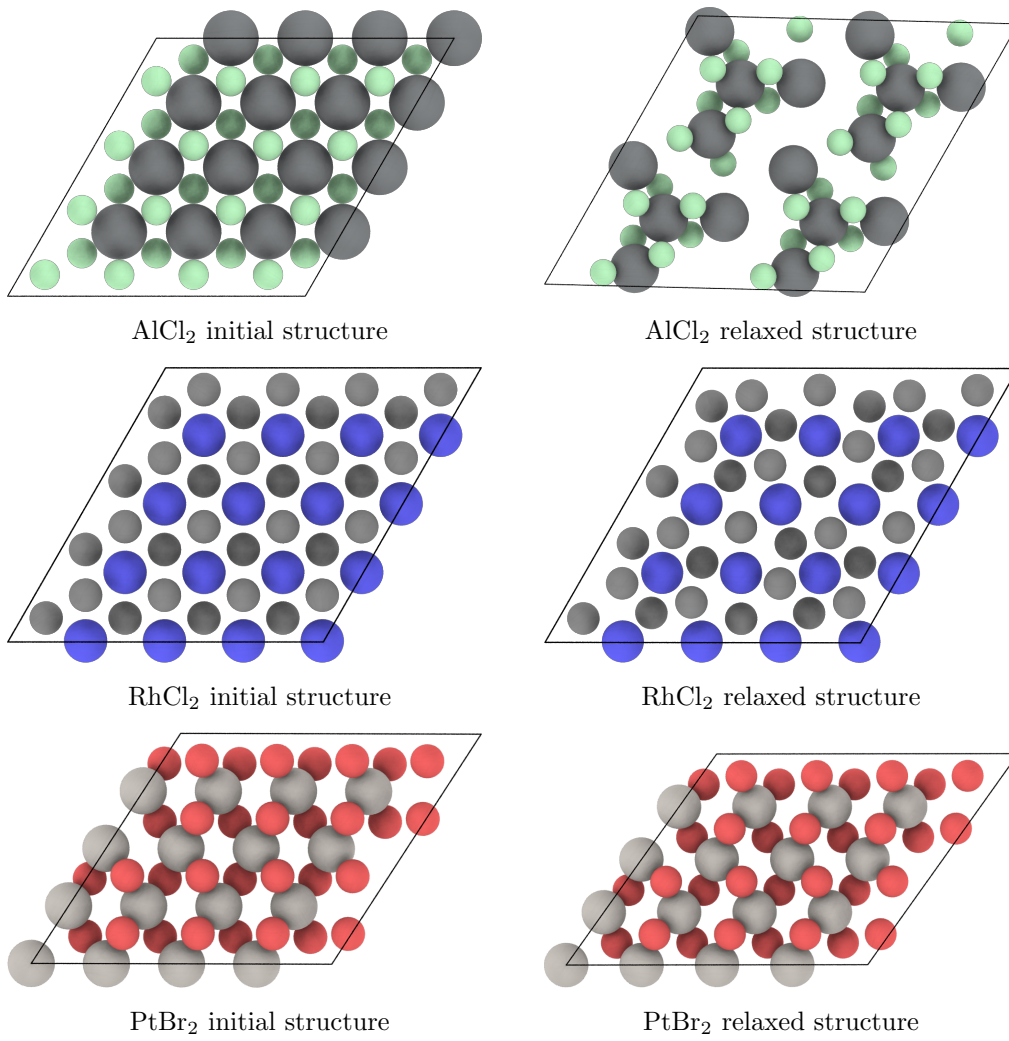 AlCl₂ initial structure
AlCl₂ relaxed structure
RhCl₂ initial structure
RhCl₂ relaxed structure
PtBr₂ initial structure
PtBr₂ relaxed structure